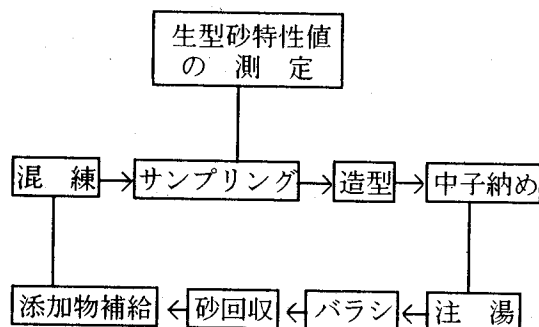 生型砂特性値
の 測 定
混 練
サンプリング
造型
中子納め
添加物補給
砂回収
バラシ
注 湯